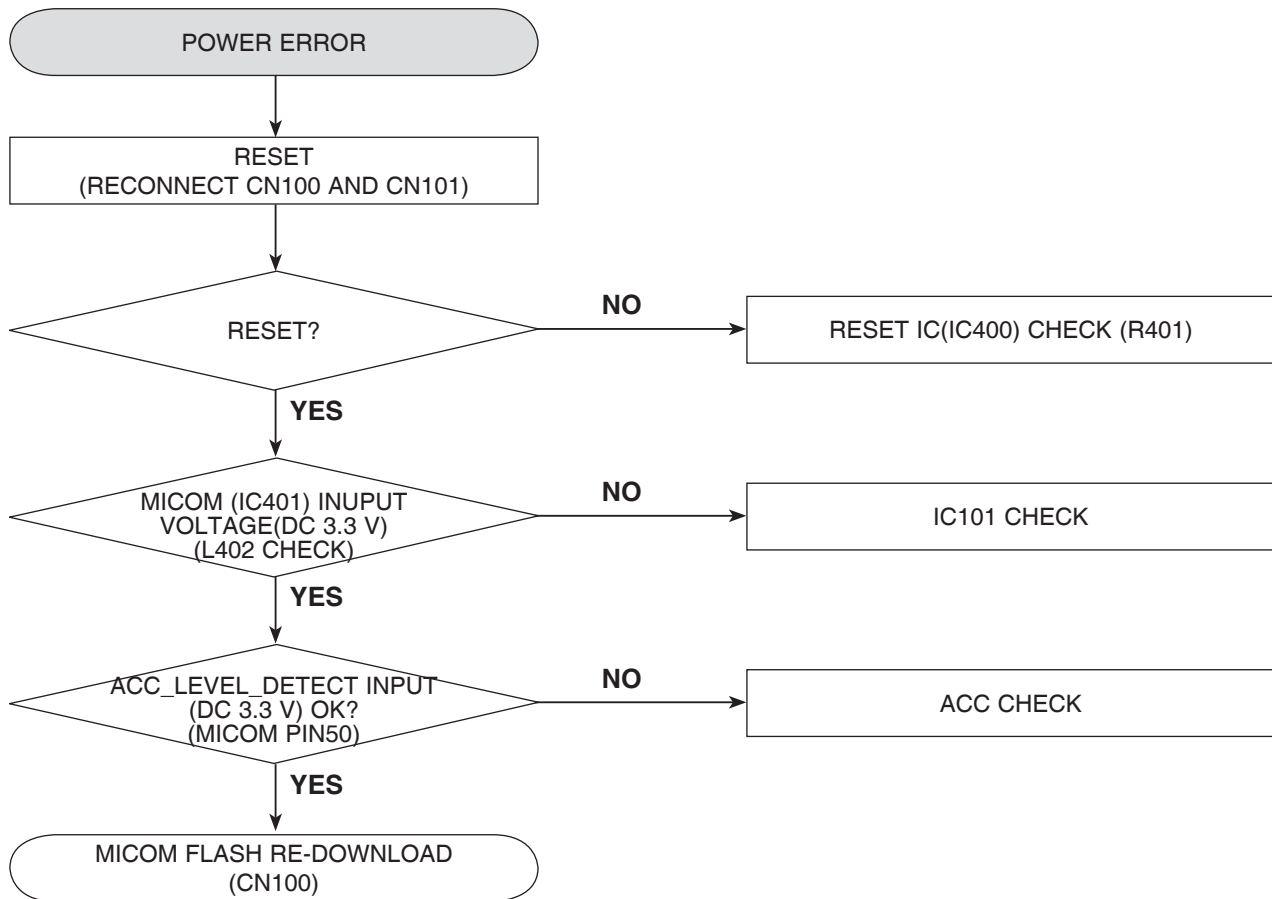 POWER ERROR
RESET
(RECONNECT CN100 AND CN101)
RESET?
NO
RESET IC(IC400) CHECK (R401)
YES
MICOM (IC401) INUPUT
VOLTAGE(DC 3.3 V)
(L402 CHECK)
NO
IC101 CHECK
YES
ACC_LEVEL_DETECT INPUT
(DC 3.3 V) OK?
(MICOM PIN50)
NO
ACC CHECK
YES
MICOM FLASH RE-DOWNLOAD
(CN100)